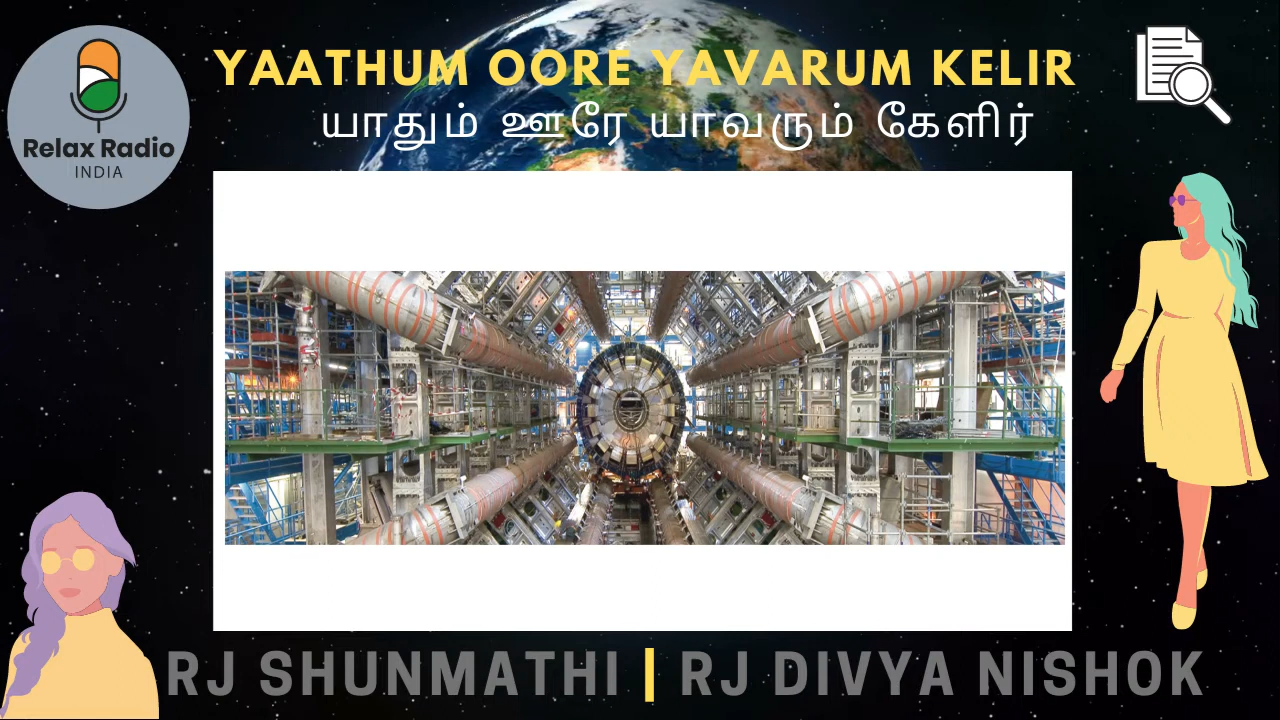 YAATHUM OORE YAVARUM KELIR
யாதும் ஊரே யாவரும் கேளிர்
Relax Radio
INDIA
RJ SHUNMATHI | RJ DIVYA NISHOK